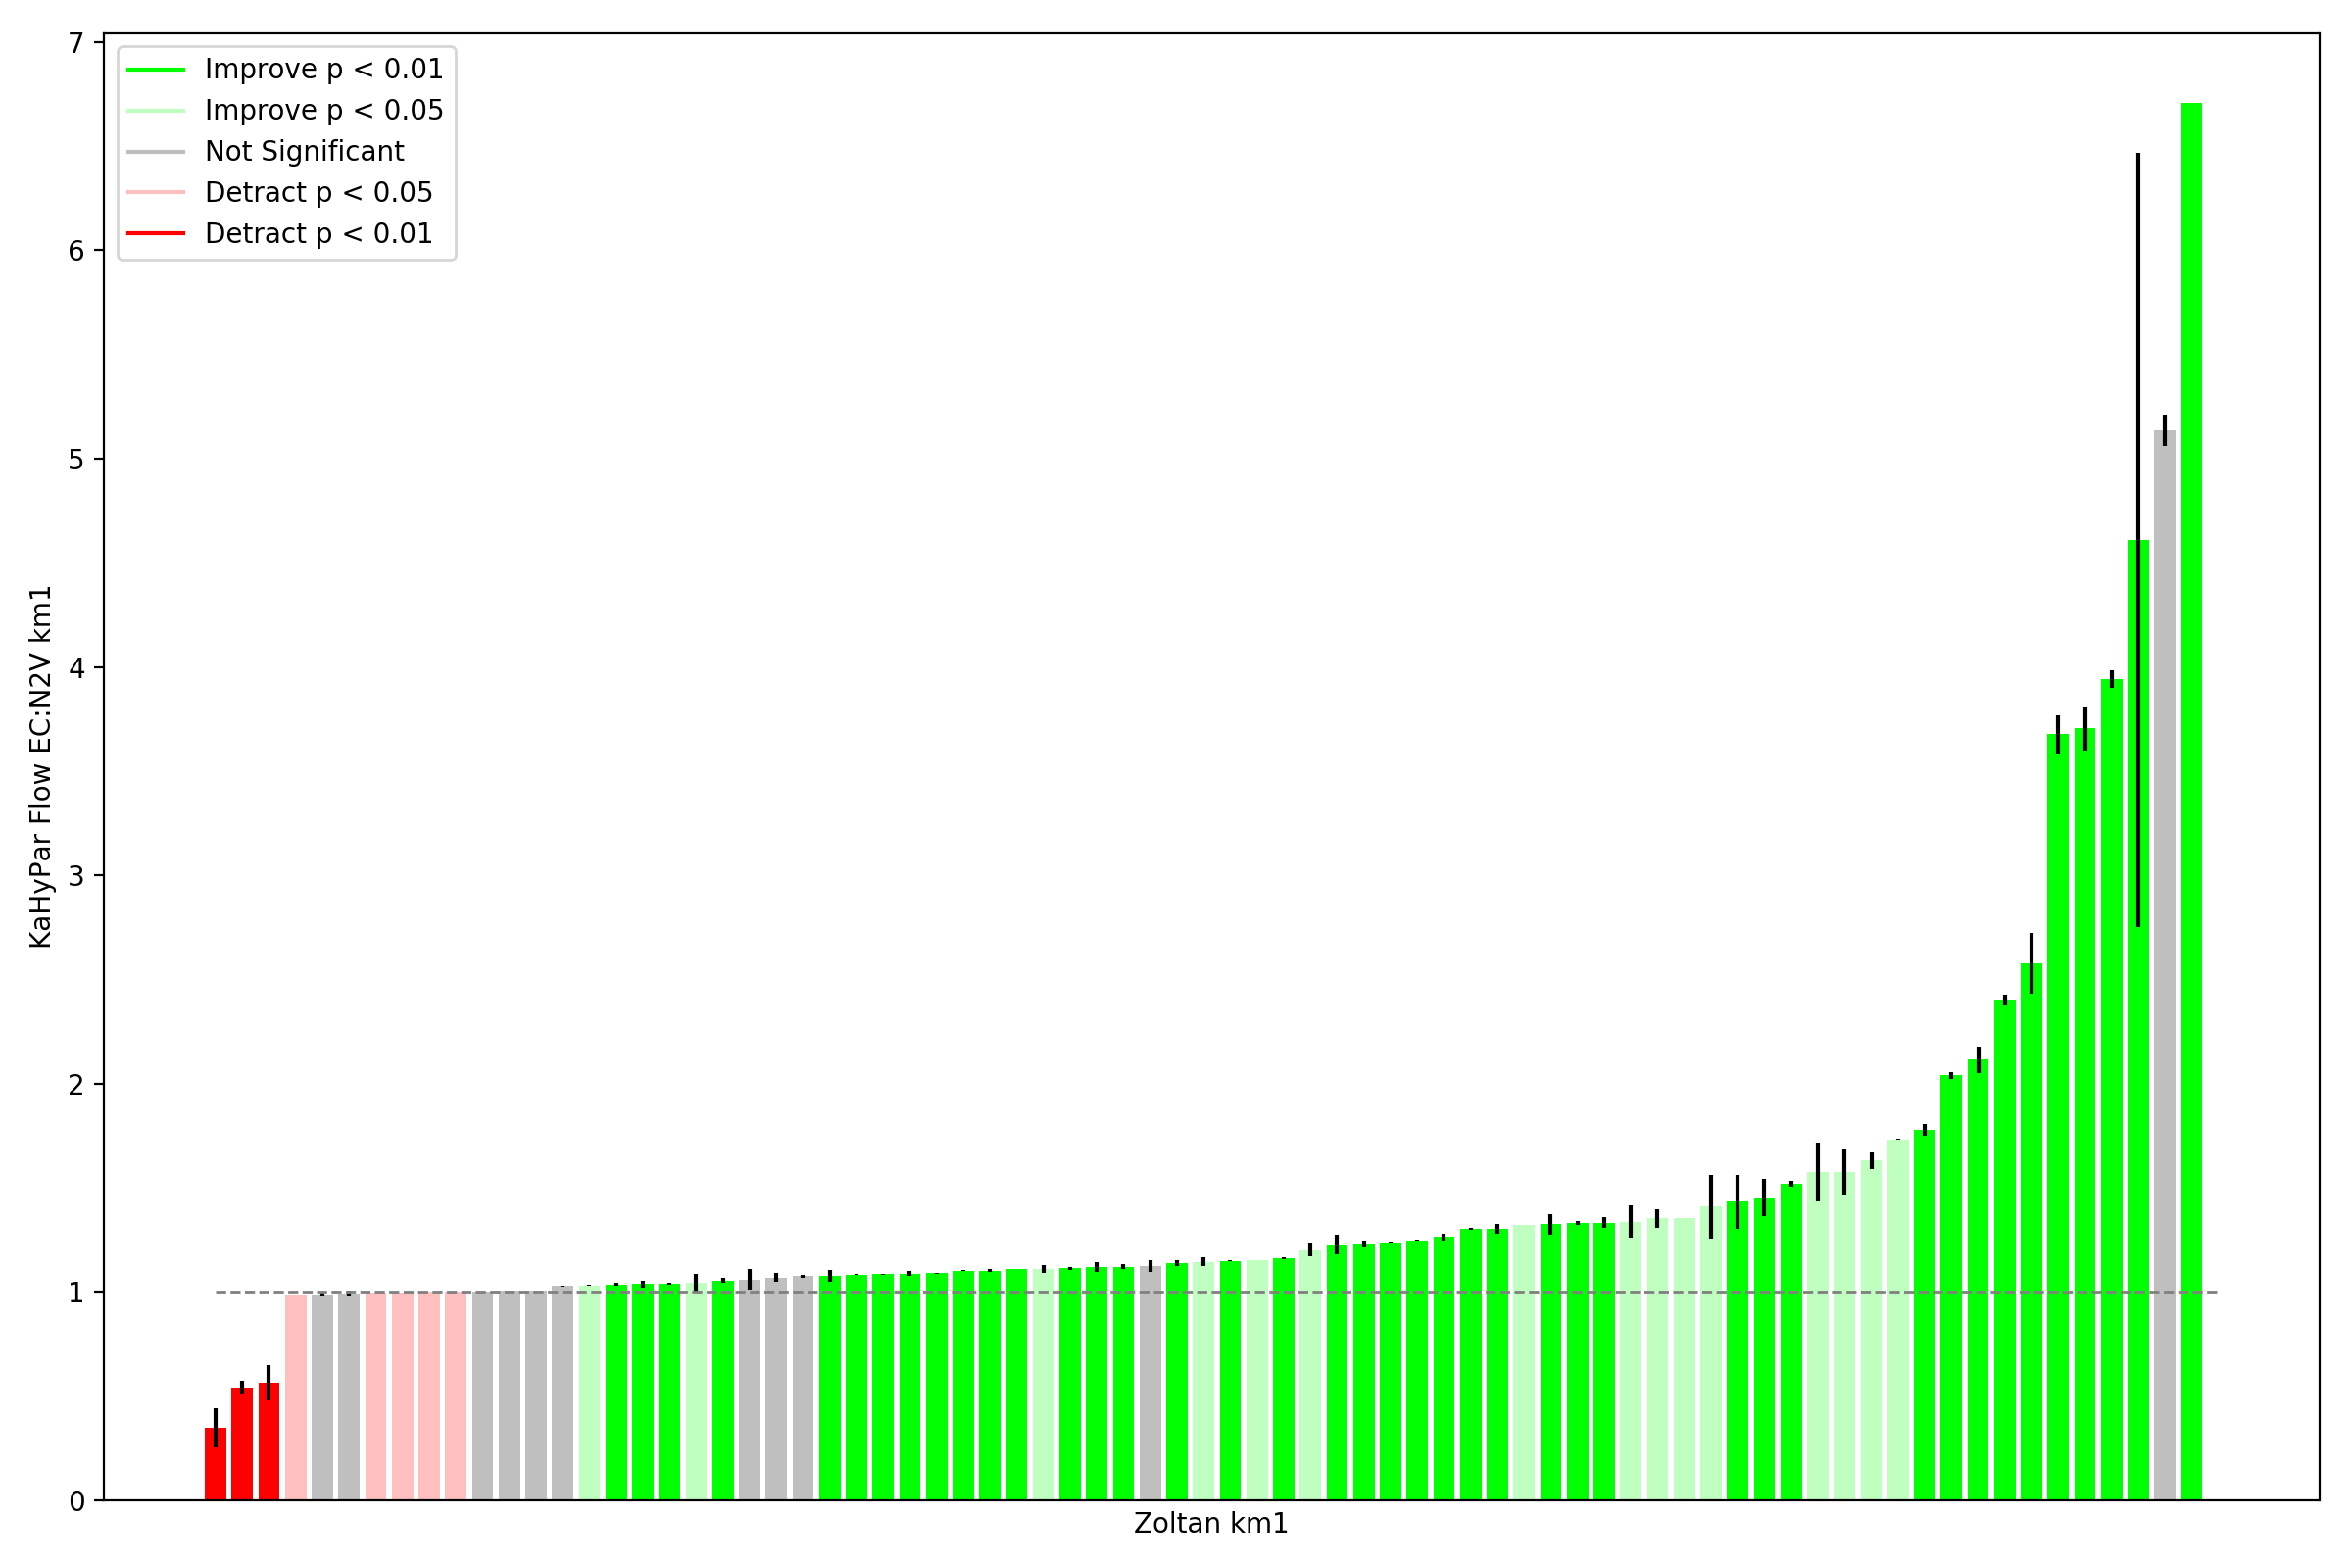 7
6
5
4
3
2
1
0
KaHyPar Flow EC:N2V km1
Improve p < 0.01
Improve p < 0.05
Not Significant
Detract p < 0.05
Detract p < 0.01
Zoltan km1